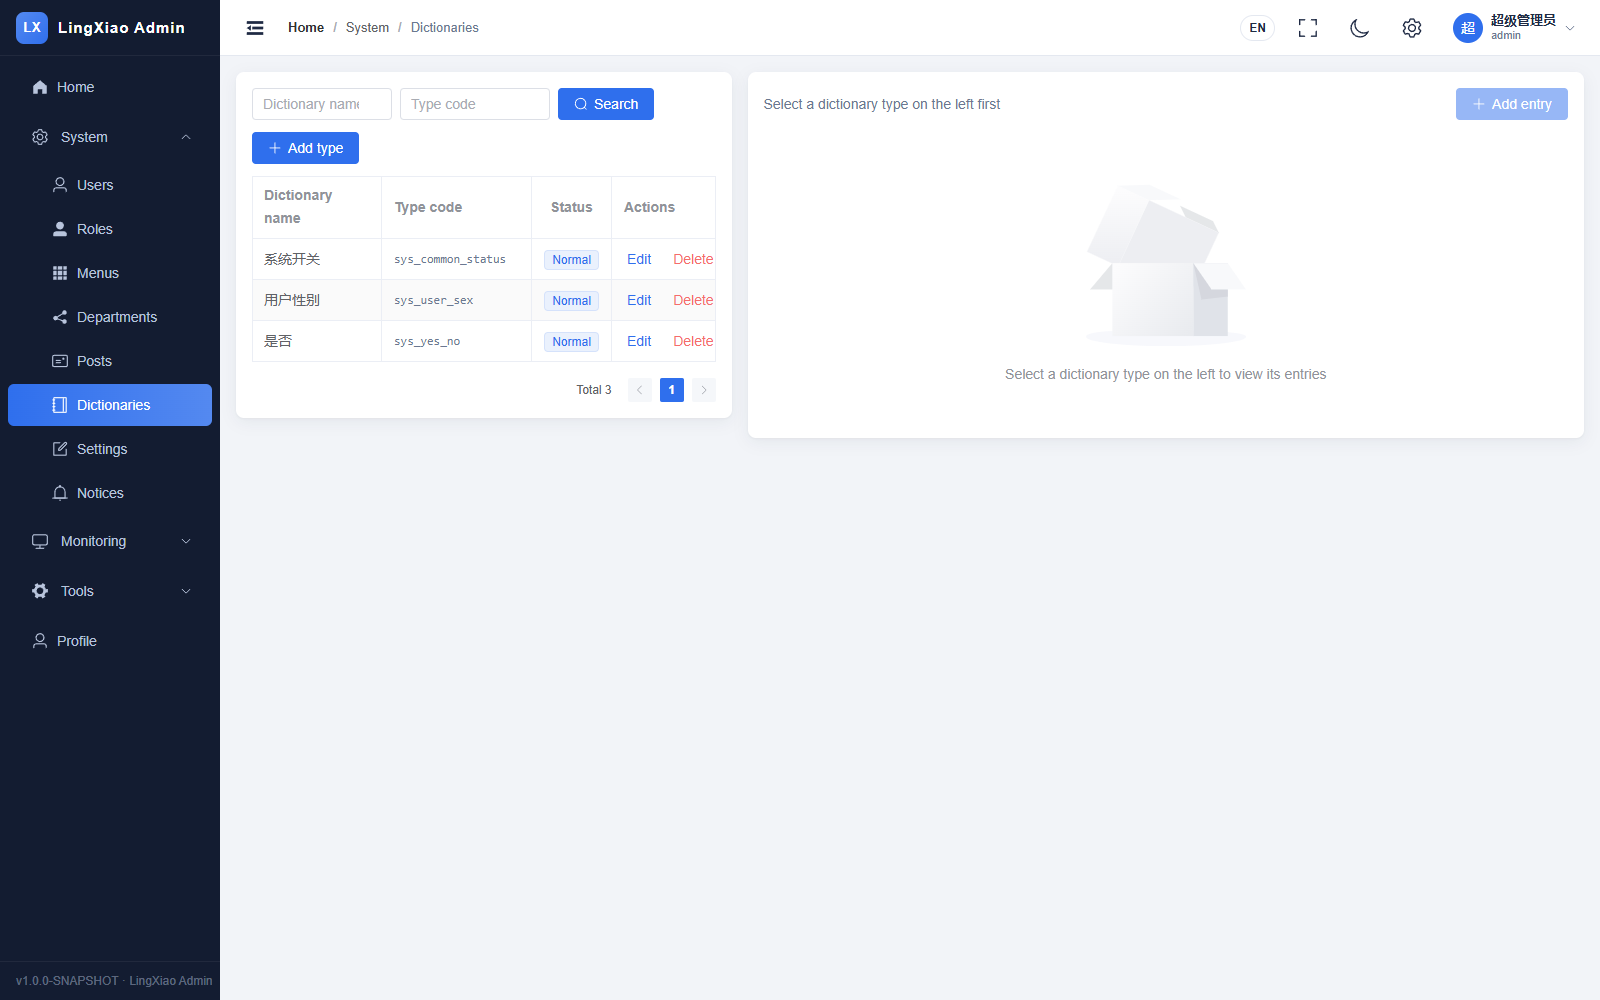 LX LingXiao Admin
Home / System / Dictionaries
EN
超 超级管理员
admin
Home
System
Users
Roles
Menus
Departments
Posts
Dictionaries
Settings
Notices
Monitoring
Tools
Profile
v1.0.0-SNAPSHOT · LingXiao Admin
Dictionary name Type code Search
Add type
Dictionary name Type code Status Actions
系统开关 sys_common_status Normal Edit Delete
用户性别 sys_user_sex Normal Edit Delete
是否 sys_yes_no Normal Edit Delete
Total 3 1
Select a dictionary type on the left first Add entry
Select a dictionary type on the left to view its entries